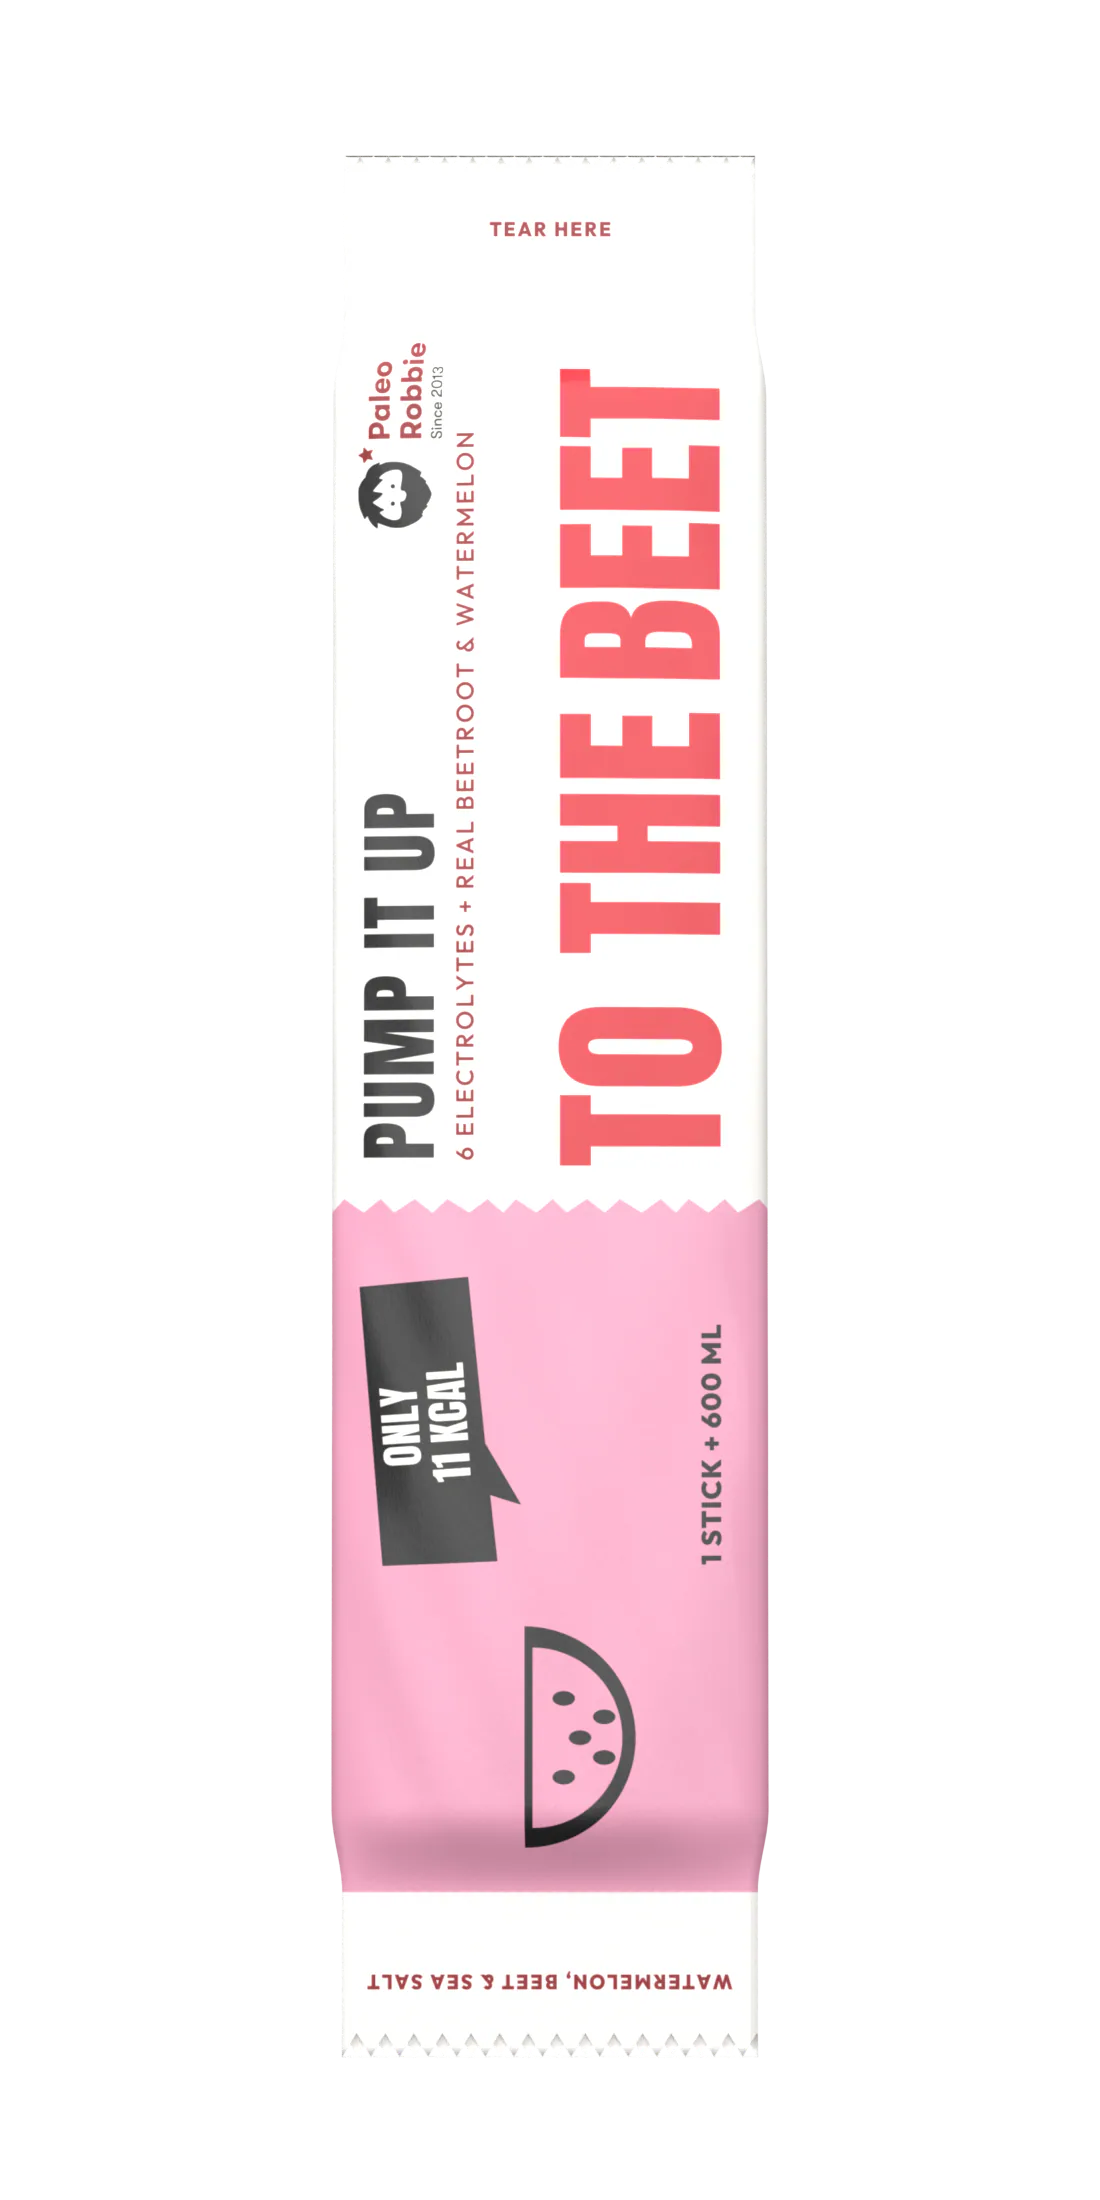 TEAR HERE
Paleo
Robbie
Since 2013
PUMP IT UP
6 ELECTROLYTES + REAL BEETROOT & WATERMELON
TO THE BEET
ONLY
11 KCAL
1 STICK + 600 ML
WATERMELON, BEET & SEA SALT